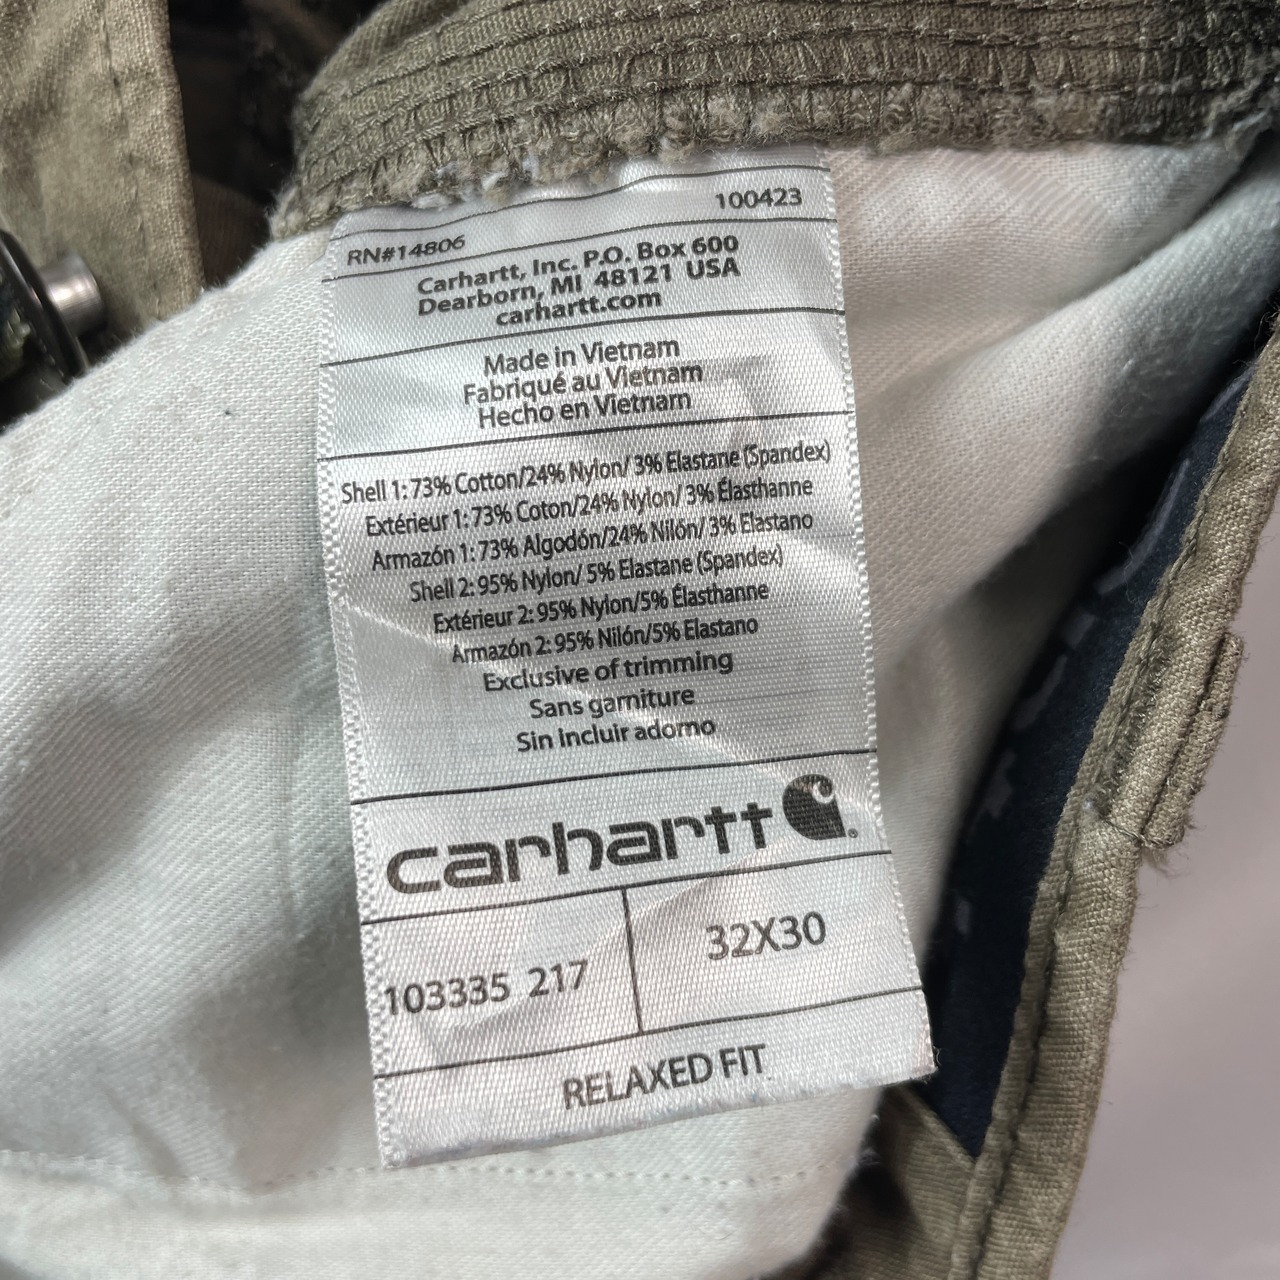 100423
RN#14806
Carhartt, Inc. P.O. Box 600
Dearborn, MI 48121 USA
carhartt.com
Made in Vietnam
Fabriqué au Vietnam
Hecho en Vietnam
Shell 1: 73% Cotton/24% Nylon/ 3% Elastane (Spandex)
Extérieur 1: 73% Coton/24% Nylon/ 3% Élasthanne
Armazón 1: 73% Algodón/24% Nilón/ 3% Elastano
Shell 2: 95% Nylon/ 5% Elastane (Spandex)
Extérieur 2: 95% Nylon/5% Élasthanne
Armazón 2: 95% Nilón/5% Elastano
Exclusive of trimming
Sans garniture
Sin Incluir adorno
carhartt
103335 217
32X30
RELAXED FIT